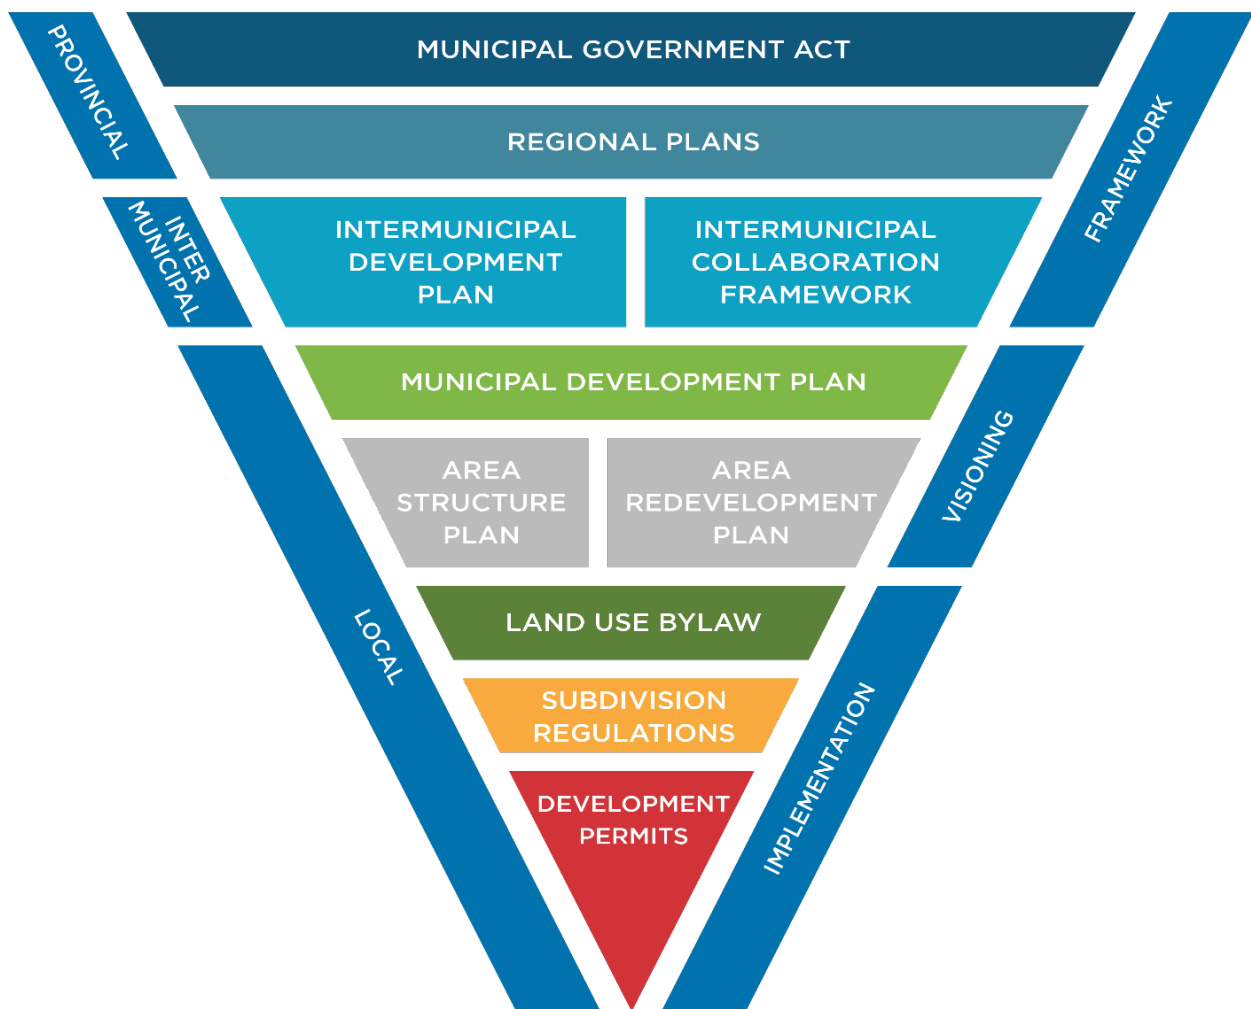 PROVINCIAL
MUNICIPAL GOVERNMENT ACT
REGIONAL PLANS
FRAMEWORK
INTER
MUNICIPAL
INTERMUNICIPAL
DEVELOPMENT
PLAN
INTERMUNICIPAL
COLLABORATION
FRAMEWORK
LOCAL
MUNICIPAL DEVELOPMENT PLAN
VISIONING
AREA
STRUCTURE
PLAN
AREA
REDEVELOPMENT
PLAN
LAND USE BYLAW
IMPLEMENTATION
SUBDIVISION
REGULATIONS
DEVELOPMENT
PERMITS